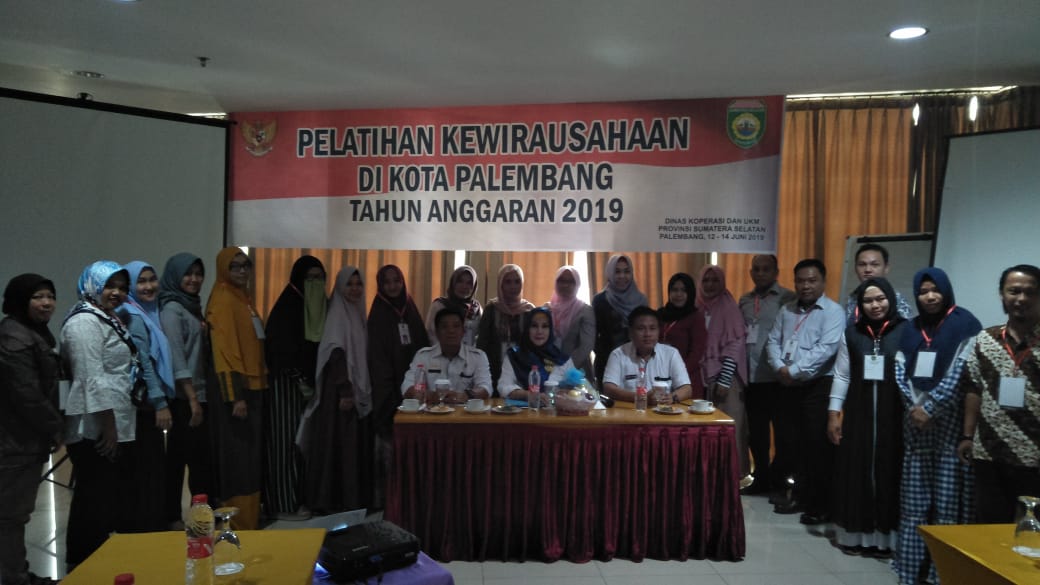 PELATIHAN KEWIRAUSAHAAN
DI KOTA PALEMBANG
TAHUN ANGGARAN 2019
DINAS KOPERASI DAN UKM
PROVINSI SUMATERA SELATAN
PALEMBANG, 12 - 14 JUNI 2019